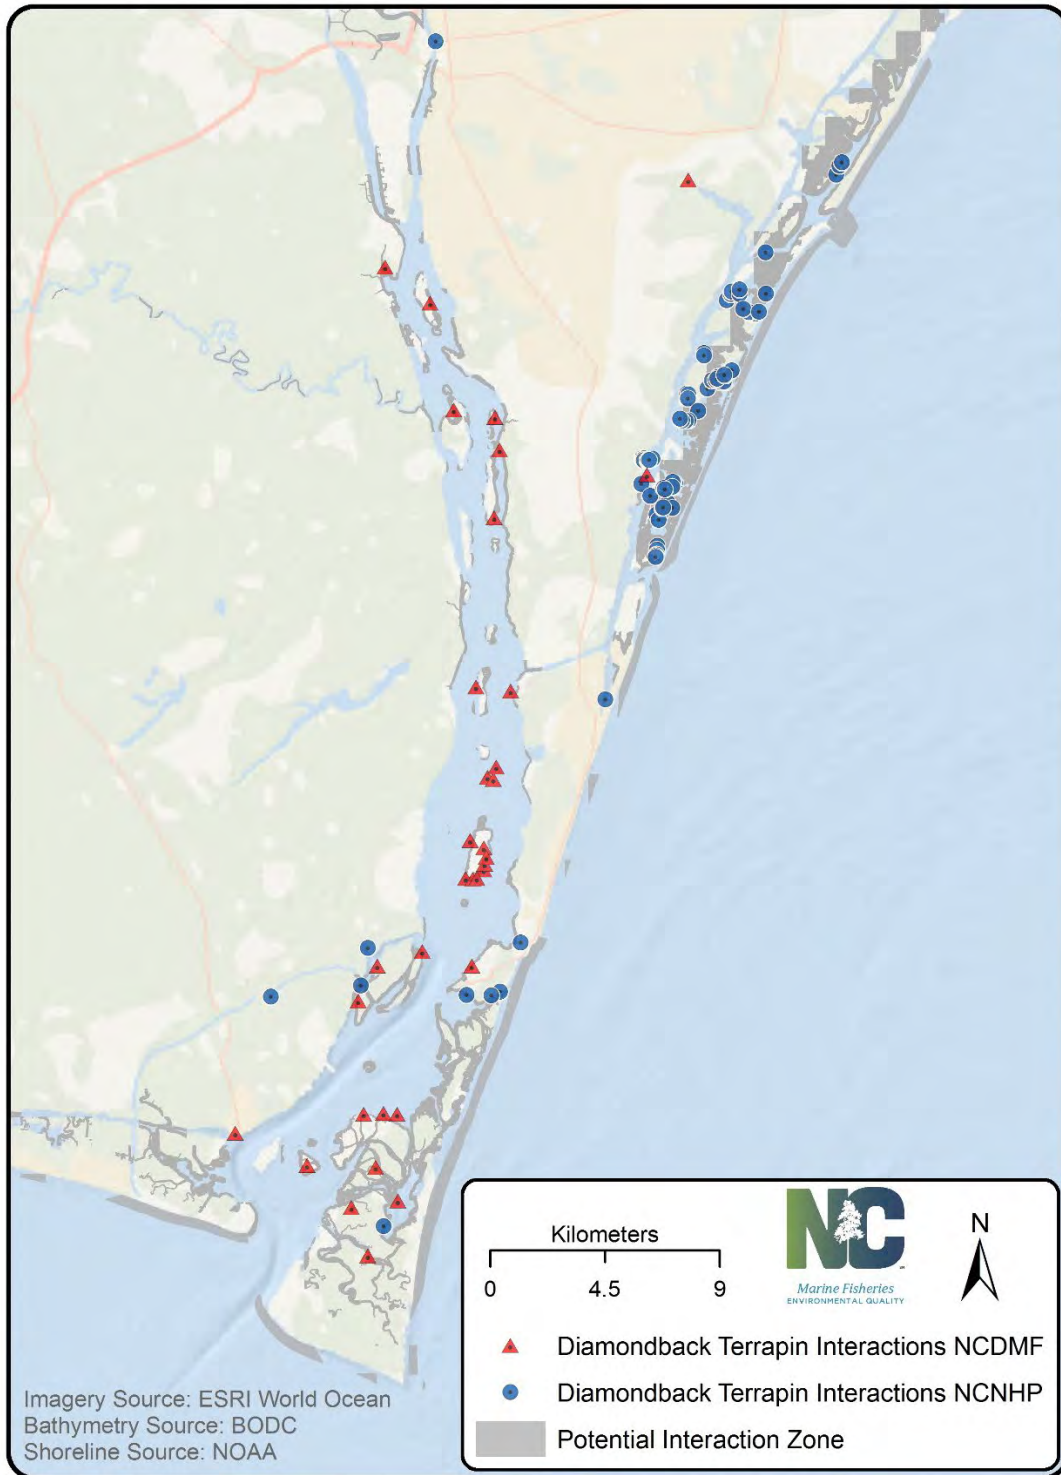 Kilometers
0 4.5 9
NC
Marine Fisheries
ENVIRONMENTAL QUALITY
N
Diamondback Terrapin Interactions NCDMF
Diamondback Terrapin Interactions NCNHP
Potential Interaction Zone
Imagery Source: ESRI World Ocean
Bathymetry Source: BODC
Shoreline Source: NOAA